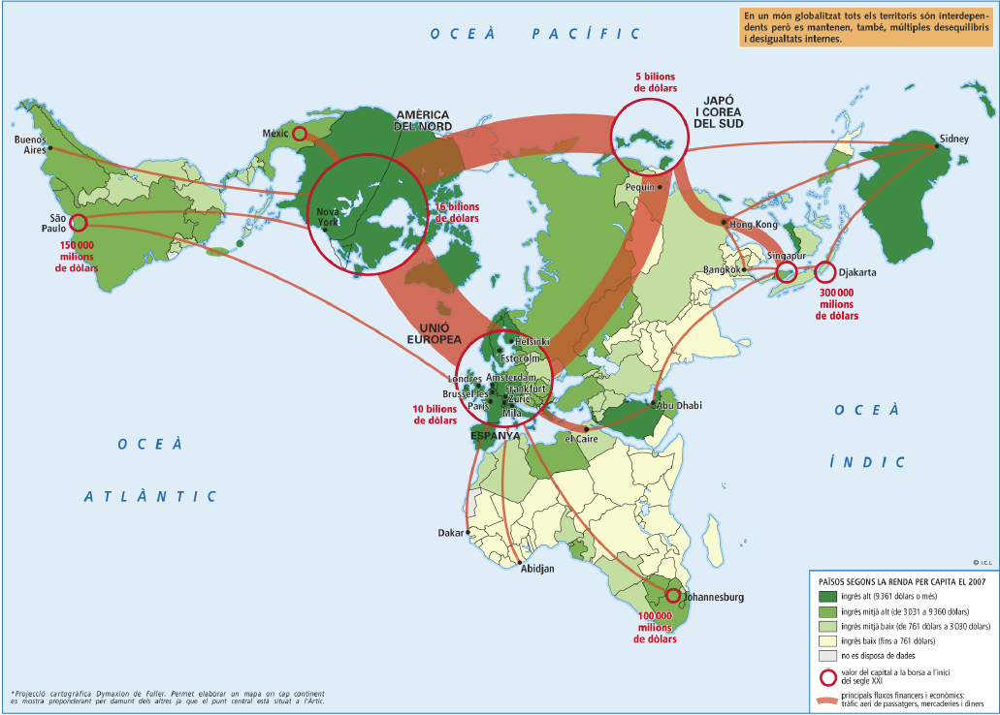 En un món globalitzat tots els territoris són interdepen-
dents però es mantenen, també, múltiples desequilibris
i desigualtats internes.
OCEÀ PACÍFIC
5 bilions
de dòlars
JAPÓ
I COREA
DEL SUD
AMÈRICA
DEL NORD
Mèxic
Buenos
Aires
Sidney
Pequín
Nova
York
16 bilions
de dòlars
São
Paulo
150 000
milions
de dòlars
Hong Kong
Singapur
Bangkok
Djakarta
300 000
milions
de dòlars
UNIÓ
EUROPEA
Helsinki
Estocolm
Londres
Amsterdam
Brussel·les
Frankfurt
París
Zuric
Milà
10 bilions
de dòlars
Abu Dhabi
ESPANYA
el Caire
OCEÀ
ATLÀNTIC
OCEÀ
ÍNDIC
Dakar
Abidjan
Johannesburg
100 000
milions
de dòlars
© I.C.L
PAÏSOS SEGONS LA RENDA PER CAPITA EL 2007
ingrés alt (9 361 dòlars o més)
ingrés mitjà alt (de 3 031 a 9 360 dòlars)
ingrés mitjà baix (de 761 dòlars a 3 030 dòlars)
ingrés baix (fins a 761 dòlars)
no es disposa de dades
valor del capital a la borsa a l'inici
del segle XXI
principals fluxos financers i econòmics:
tràfic aeri de passatgers, mercaderies i diners
*Projecció cartogràfica Dymaxion de Fuller. Permet elaborar un mapa on cap continent
es mostra preponderant per damunt dels altres ja que el punt central està situat a l'Àrtic.